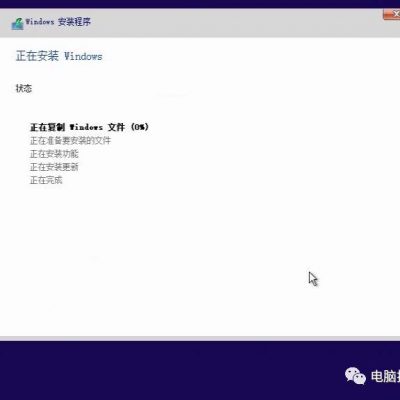 Windows 安装程序
正在安装 Windows
状态
正在复制 Windows 文件 (0%)
正在准备要安装的文件
正在安装功能
正在安装更新
正在完成
电脑